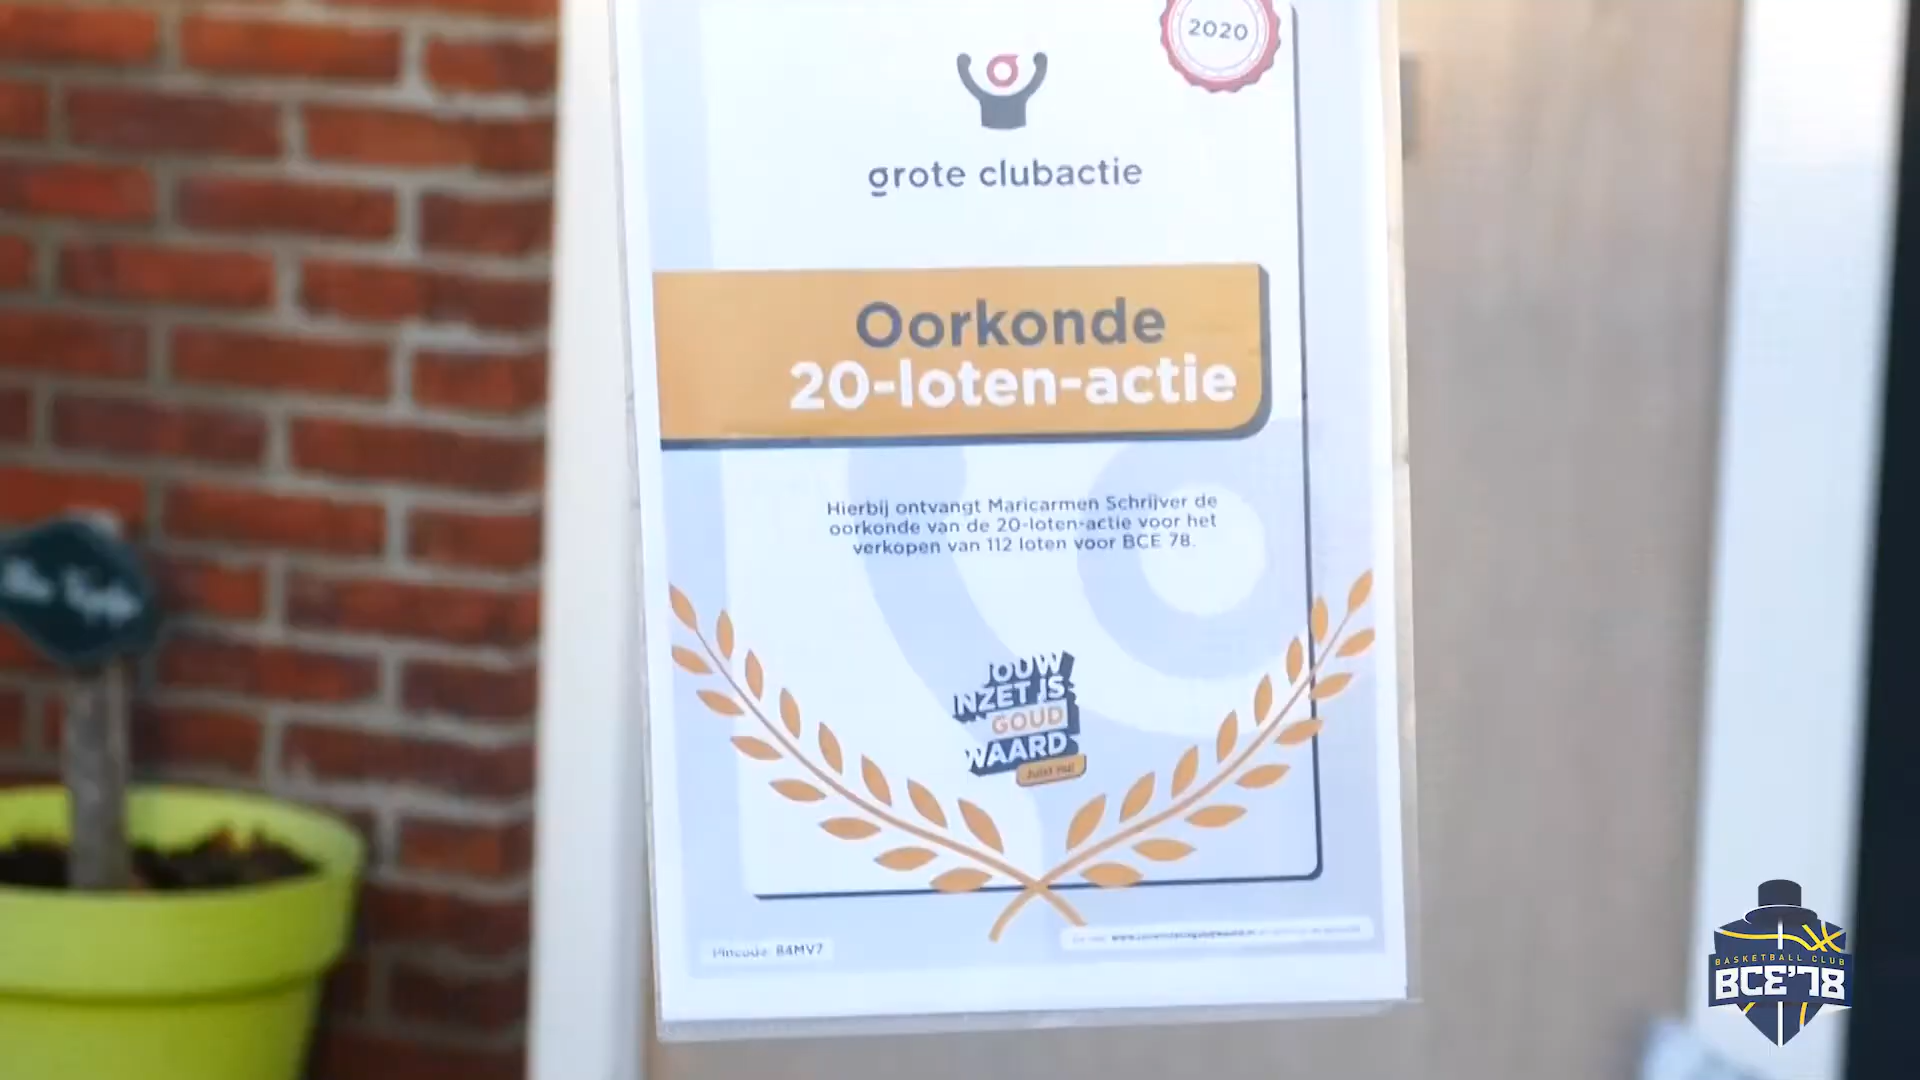 2020
grote clubactie
Oorkonde
20-loten-actie
Hierbij ontvangt Maricarmen Schrijver de
oorkonde van de 20-loten-actie voor het
verkopen van 112 loten voor BCE 78.
JOUW
INZET IS
GOUD
WAARD
Pincode: B4MV7
BASKETBALL CLUB
BCE'78